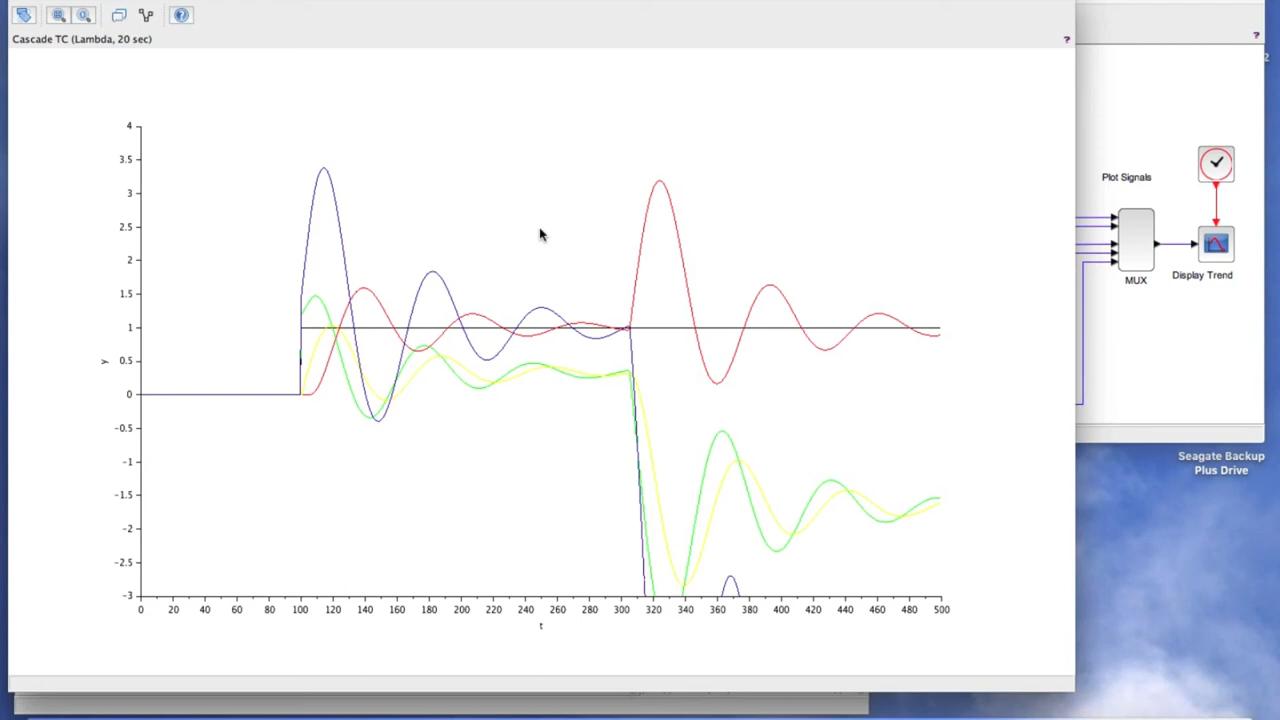 Cascade TC (Lambda, 20 sec)
?
?
2
4
3.5
3
2.5
2
1.5
1
0.5
0
-0.5
-1
-1.5
-2
-2.5
-3
y
0 20 40 60 80 100 120 140 160 180 200 220 240 260 280 300 320 340 360 380 400 420 440 460 480 500
t
Plot Signals
MUX
Display Trend
Seagate Backup
Plus Drive